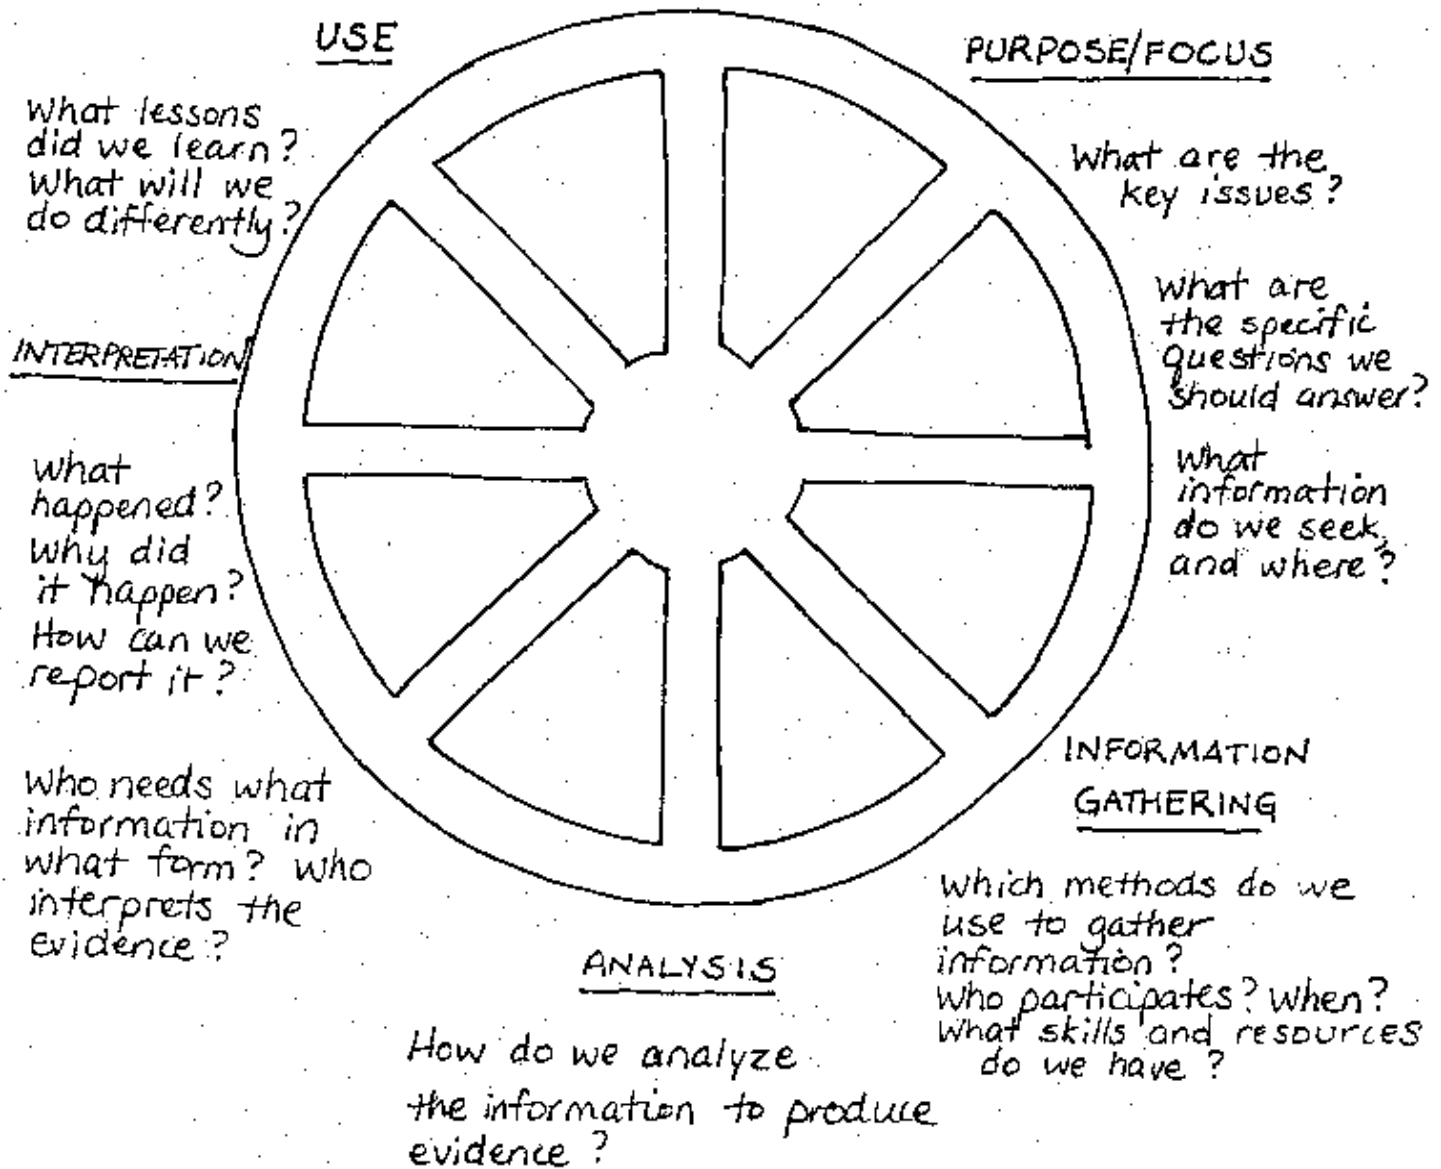 USE
What lessons
did we learn?
What will we
do differently?
PURPOSE/FOCUS
What are the
key issues?
What are
the specific
questions we
should answer?
What
information
do we seek,
and where?
INFORMATION
GATHERING
Which methods do we
use to gather
information?
Who participates? When?
What skills and resources
do we have?
ANALYSIS
How do we analyze
the information to produce
evidence?
INTERPRETATION
What
happened?
Why did
it happen?
How can we
report it?
Who needs what
information in
what form? Who
interprets the
evidence?